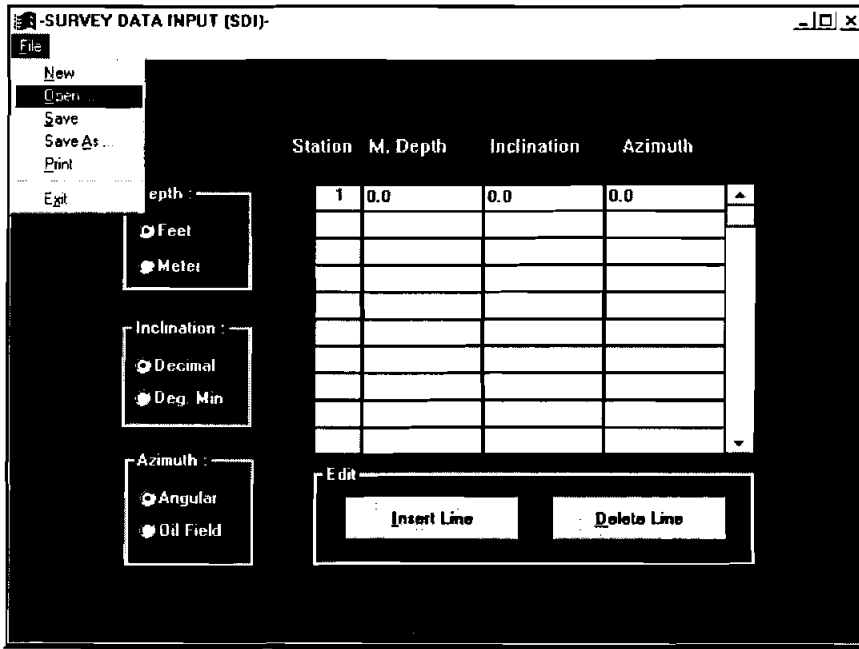 -SURVEY DATA INPUT (SDI)-
File
New
Open ...
Save
Save As ...
Print
Exit
Station M. Depth Inclination Azimuth
1 0.0 0.0 0.0
epth :
Feet
Meter
Inclination :
Decimal
Deg. Min
Azimuth :
Angular
Oil Field
Edit
Insert Line Delete Line